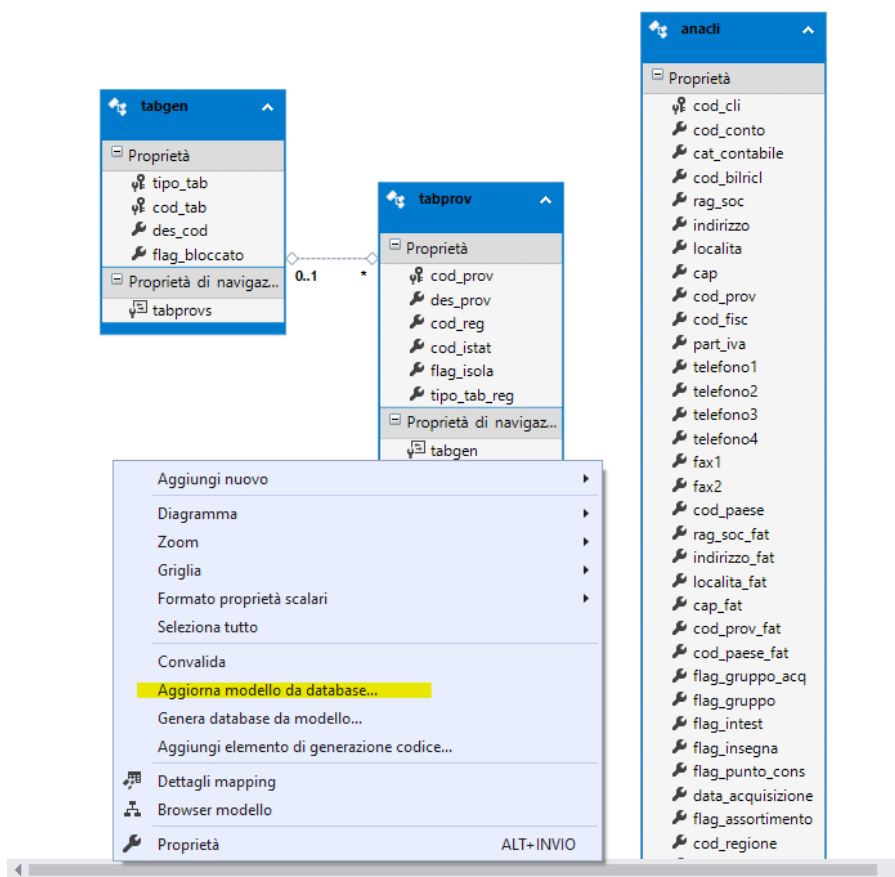 anacli
Proprietà
cod_cli
cod_conto
cat_contabile
cod_bilricl
rag_soc
indirizzo
localita
cap
cod_prov
cod_fisc
part_iva
telefono1
telefono2
telefono3
telefono4
fax1
fax2
cod_paese
rag_soc_fat
indirizzo_fat
localita_fat
cap_fat
cod_prov_fat
cod_paese_fat
flag_gruppo_acq
flag_gruppo
flag_intest
flag_insegna
flag_punto_cons
data_acquisizione
flag_assortimento
cod_regione
tabgen
Proprietà
tipo_tab
cod_tab
des_cod
flag_bloccato
Proprietà di navigaz...
tabprovs
0..1
*
tabprov
Proprietà
cod_prov
des_prov
cod_reg
cod_istat
flag_isola
tipo_tab_reg
Proprietà di navigaz...
tabgen
Aggiungi nuovo
Diagramma
Zoom
Griglia
Formato proprietà scalari
Seleziona tutto
Convalida
Aggiorna modello da database...
Genera database da modello...
Aggiungi elemento di generazione codice...
Dettagli mapping
Browser modello
Proprietà ALT+INVIO